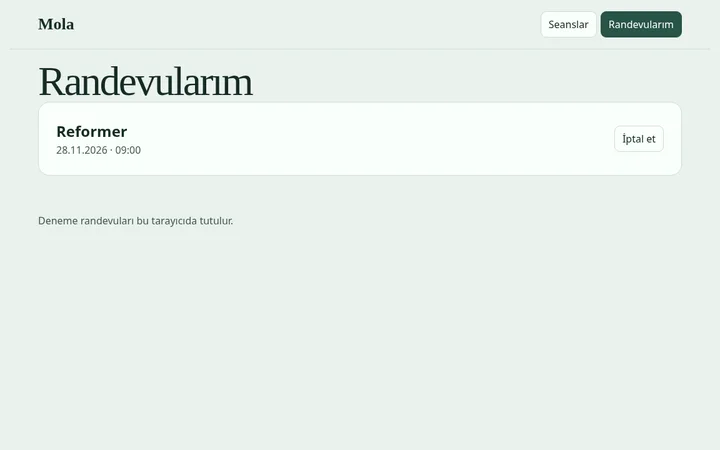 Mola
Seanslar
Randevularım
Randevularım
Reformer
28.11.2026 · 09:00
İptal et
Deneme randevuları bu tarayıcıda tutulur.